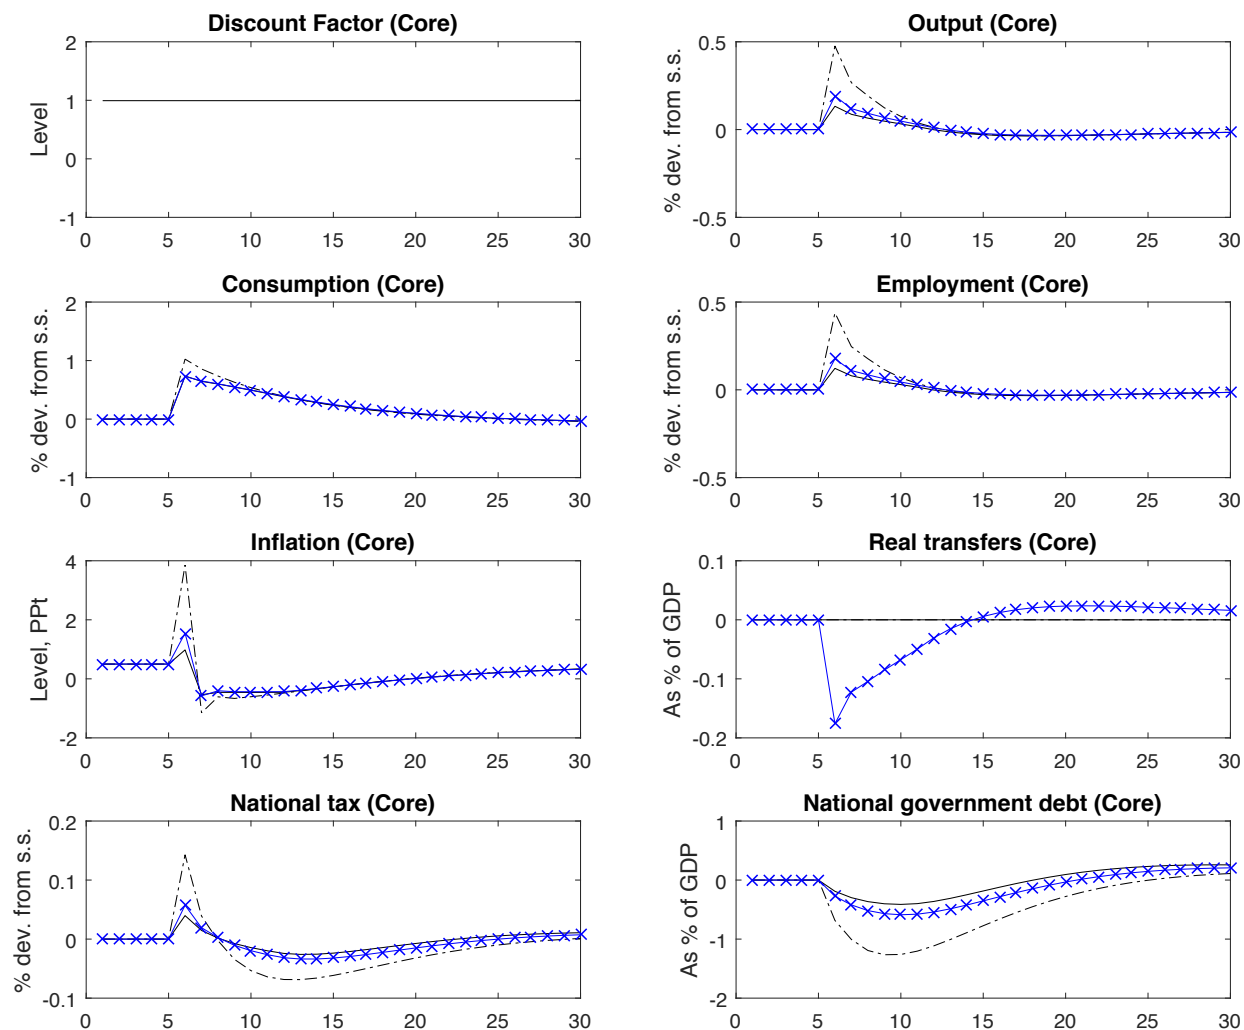 Discount Factor (Core)
Level
2
1
0
-1
0 5 10 15 20 25 30
Output (Core)
% dev. from s.s.
0.5
0
-0.5
0 5 10 15 20 25 30
Consumption (Core)
% dev. from s.s.
2
1
0
-1
0 5 10 15 20 25 30
Employment (Core)
% dev. from s.s.
0.5
0
-0.5
0 5 10 15 20 25 30
Inflation (Core)
Level, PPt
4
2
0
-2
0 5 10 15 20 25 30
Real transfers (Core)
As % of GDP
0.1
0
-0.1
-0.2
0 5 10 15 20 25 30
National tax (Core)
% dev. from s.s.
0.2
0.1
0
-0.1
0 5 10 15 20 25 30
National government debt (Core)
As % of GDP
1
0
-1
-2
0 5 10 15 20 25 30